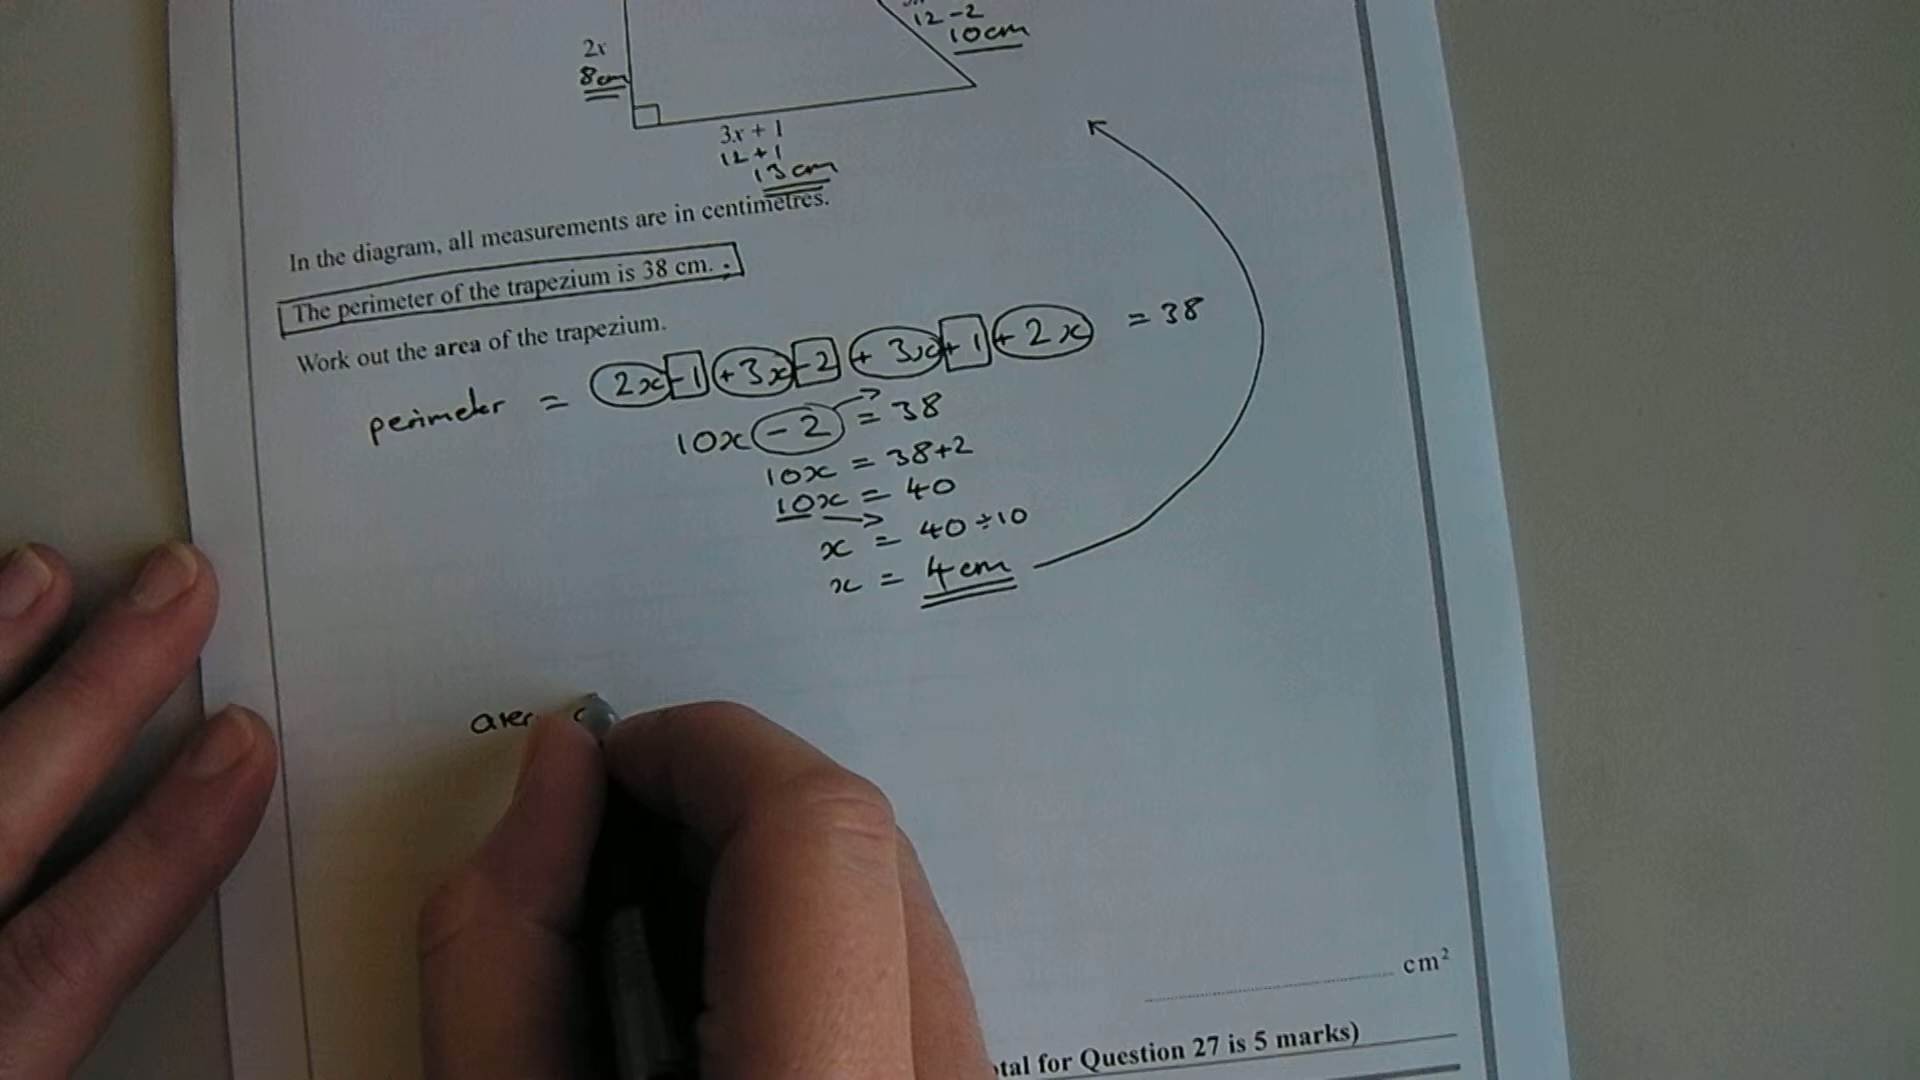 12 - 2
10cm
2x
8cm
3x + 1
12 + 1
13cm
In the diagram, all measurements are in centimetres.
The perimeter of the trapezium is 38 cm.
Work out the area of the trapezium.
perimeter = 2x - 1 + 3x - 2 + 3x + 1 + 2x = 38
10x - 2 = 38
10x = 38+2
10x = 40
x = 40 ÷ 10
x = 4cm
cm²
for Question 27 is 5 marks)